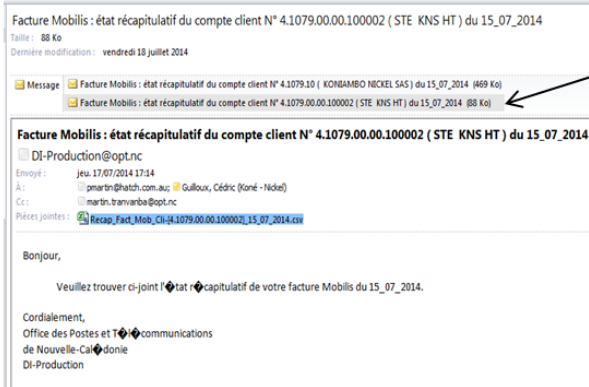 Facture Mobilis : état récapitulatif du compte client N° 4.1079.00.00.100002 ( STE KNS HT ) du 15_07_2014
Taille : 88 Ko
Dernière modification : vendredi 18 juillet 2014
Message
Facture Mobilis : état récapitulatif du compte client N° 4.1079.10 ( KONIAMBO NICKEL SAS ) du 15_07_2014 (469 Ko)
Facture Mobilis : état récapitulatif du compte client N° 4.1079.00.00.100002 ( STE KNS HT ) du 15_07_2014 (88 Ko)
Facture Mobilis : état récapitulatif du compte client N° 4.1079.00.00.100002 ( STE KNS HT ) du 15_07_2014
DI-Production@opt.nc
Envoyé : jeu. 17/07/2014 17:14
À : pmartin@hatch.com.au; Guilloux, Cédric (Koné - Nickel)
Cc : martin.tranvanba@opt.nc
Pièces jointes : Recap_Fact_Mob_Cli-[4.1079.00.00.100002]_15_07_2014.csv
Bonjour,
Veuillez trouver ci-joint l'�tat r�capitulatif de votre facture Mobilis du 15_07_2014.
Cordialement,
Office des Postes et T�l�communications
de Nouvelle-Cal�donie
DI-Production